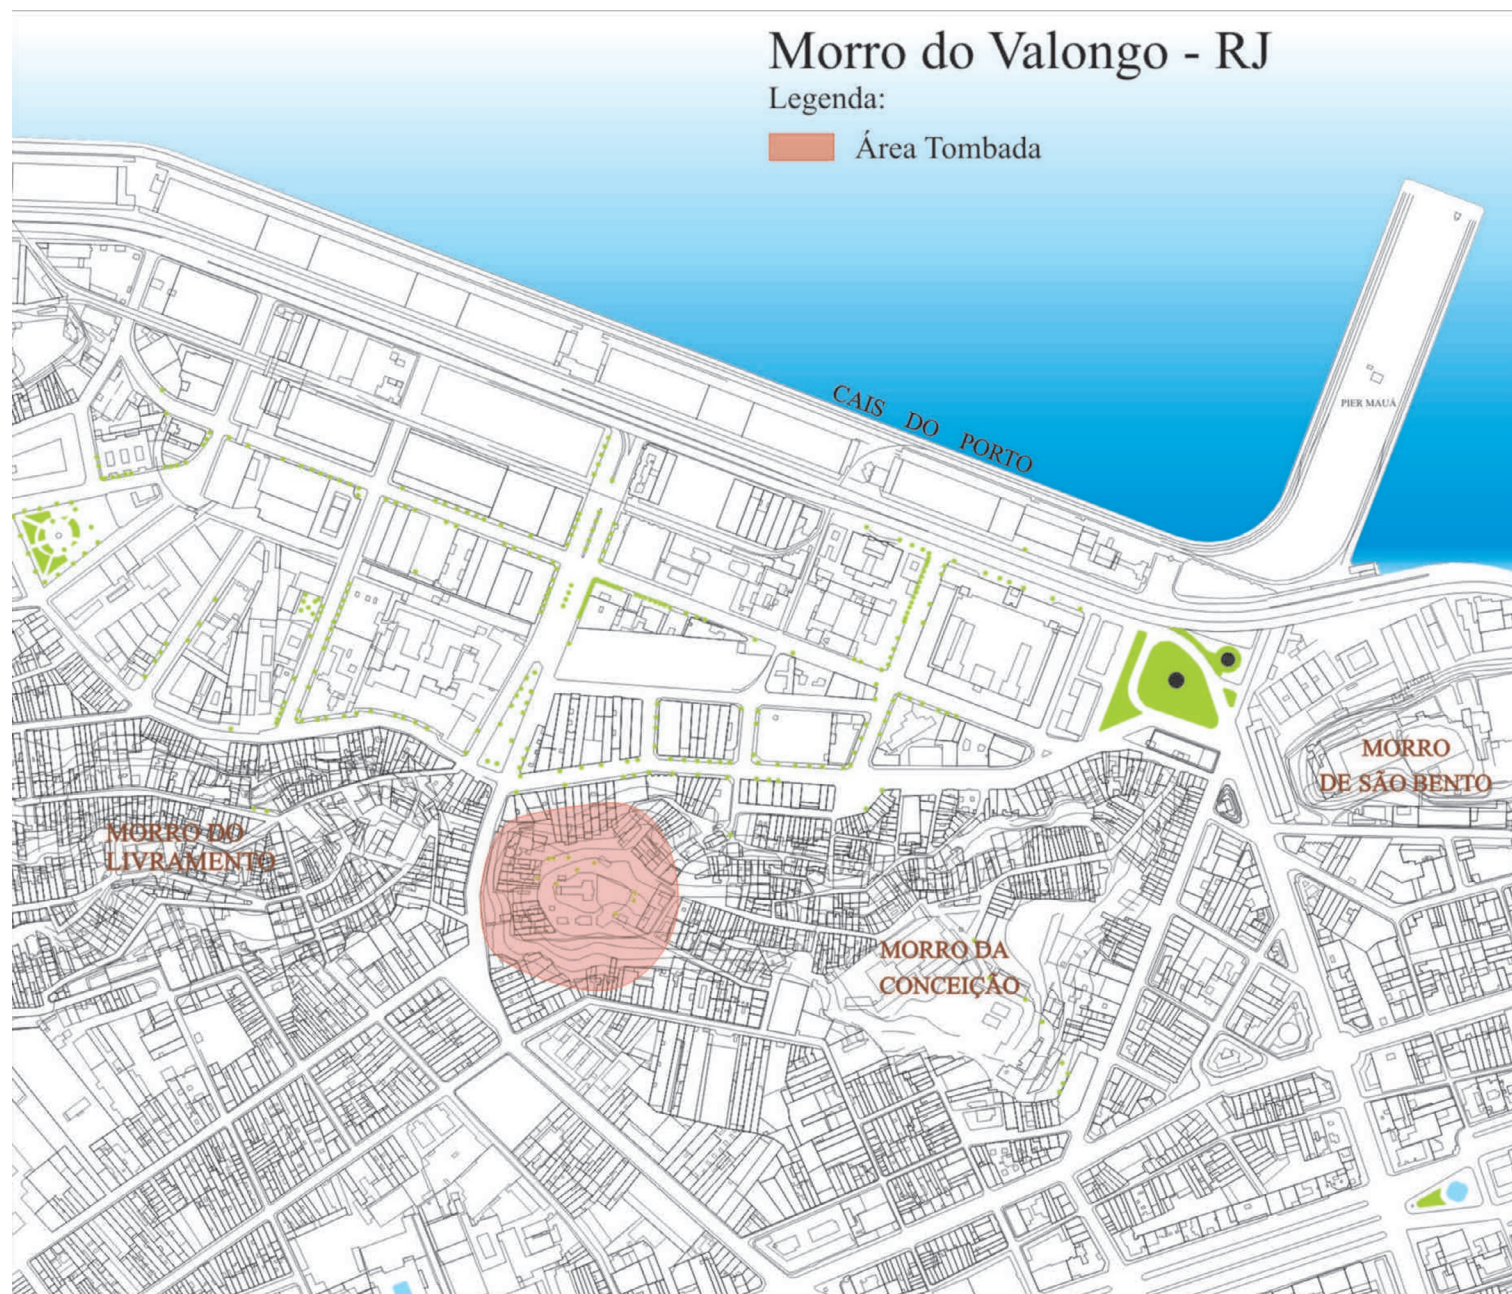 Morro do Valongo - RJ
Legenda:
Área Tombada
CAIS DO PORTO
PIER MAUÁ
MORRO
DE SÃO BENTO
MORRO DO
LIVRAMENTO
MORRO DA
CONCEIÇÃO